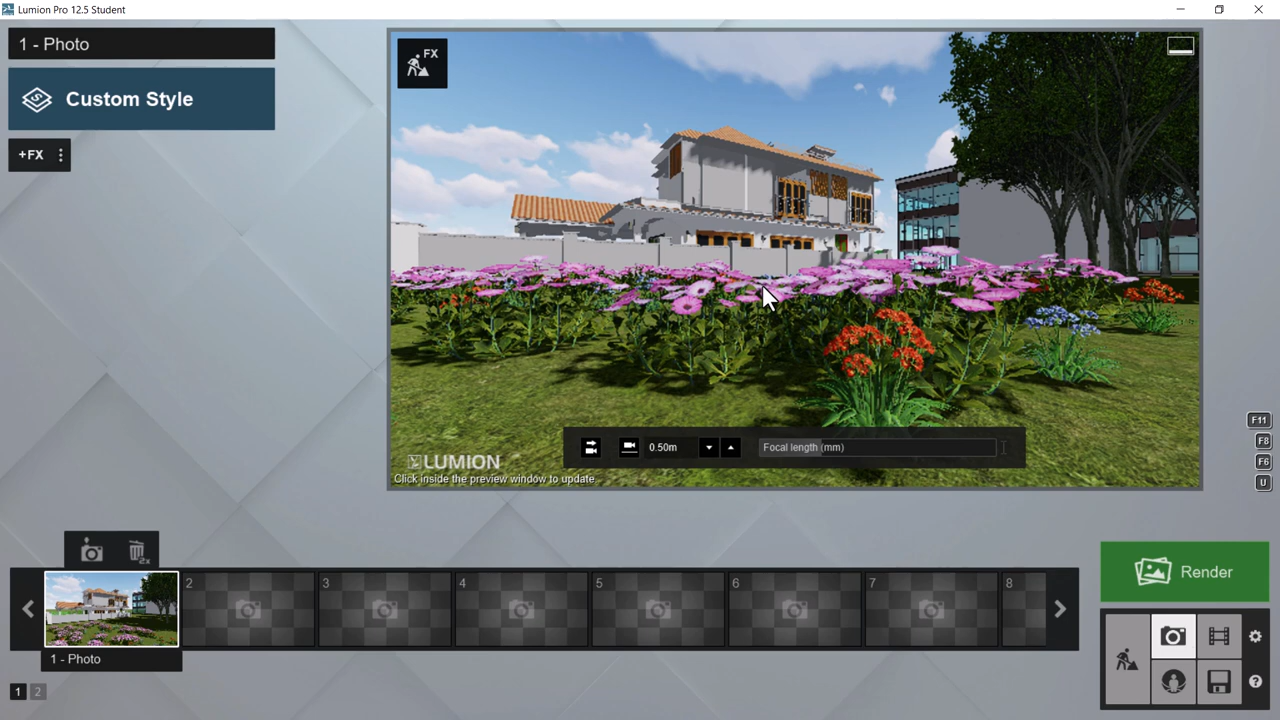 Lumion Pro 12.5 Student
1 - Photo
Custom Style
+FX
FX
0.50m
Focal length (mm)
LUMION
Click inside the preview window to update.
F11
F8
F6
U
2x
2
3
4
5
6
7
8
1 - Photo
Render
1
2
?